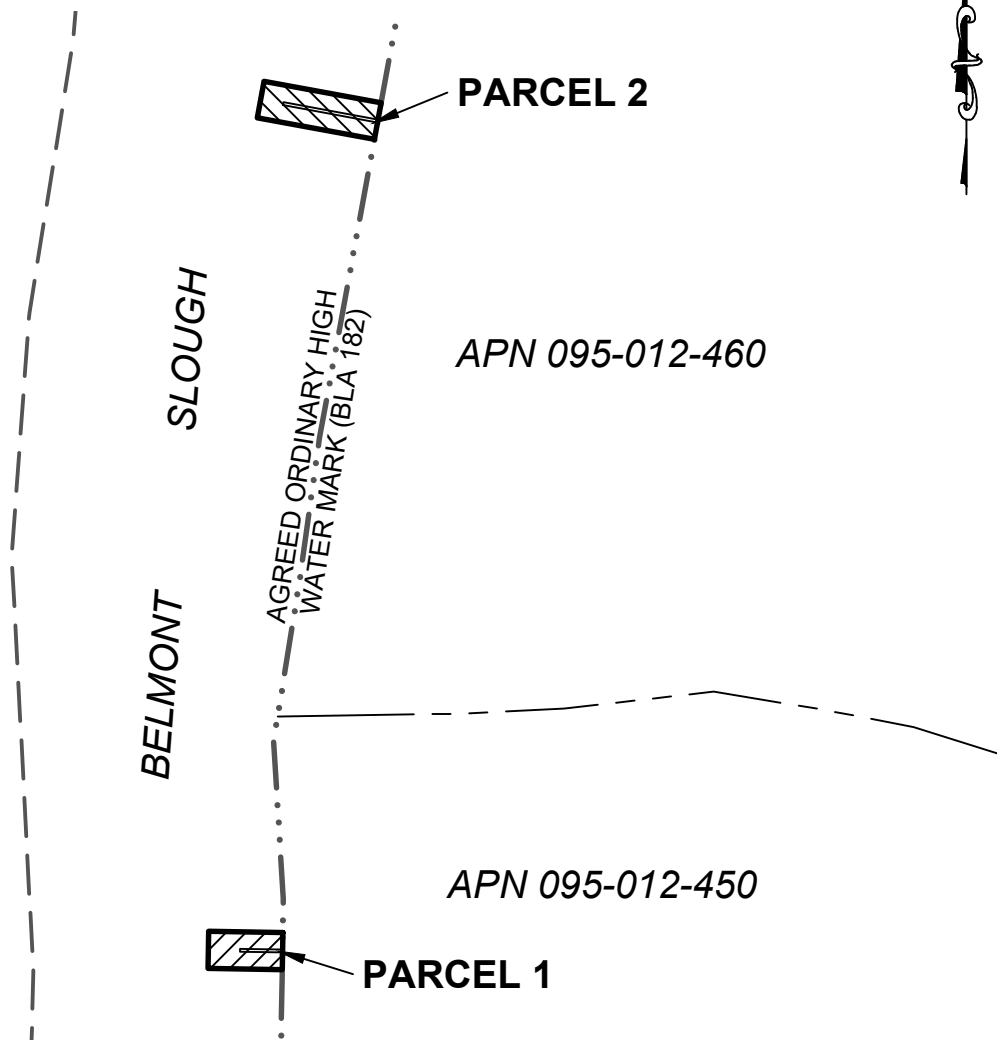 PARCEL 2
SLOUGH
APN 095-012-460
AGREED ORDINARY HIGH
WATER MARK (BLA 182)
BELMONT
APN 095-012-450
PARCEL 1